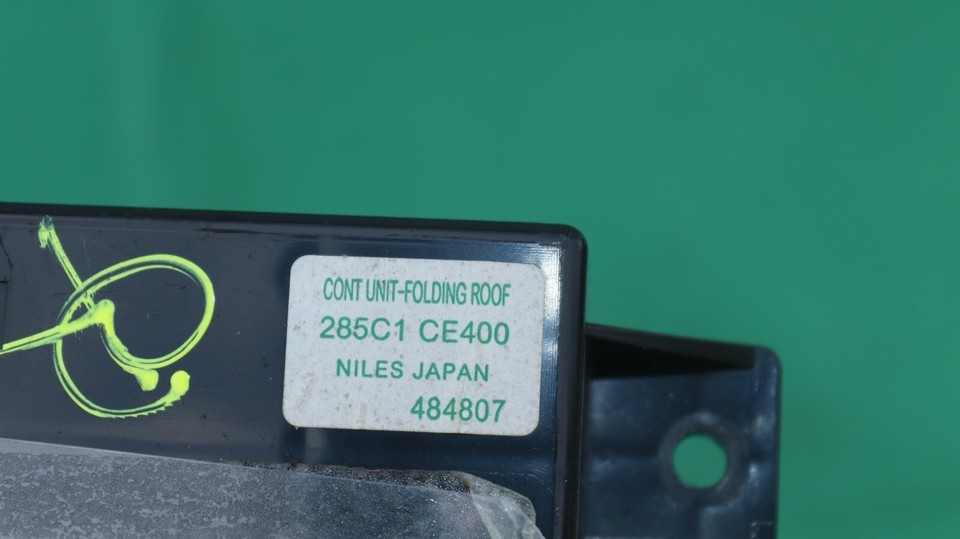 CONT UNIT-FOLDING ROOF
285C1 CE400
NILES JAPAN
484807